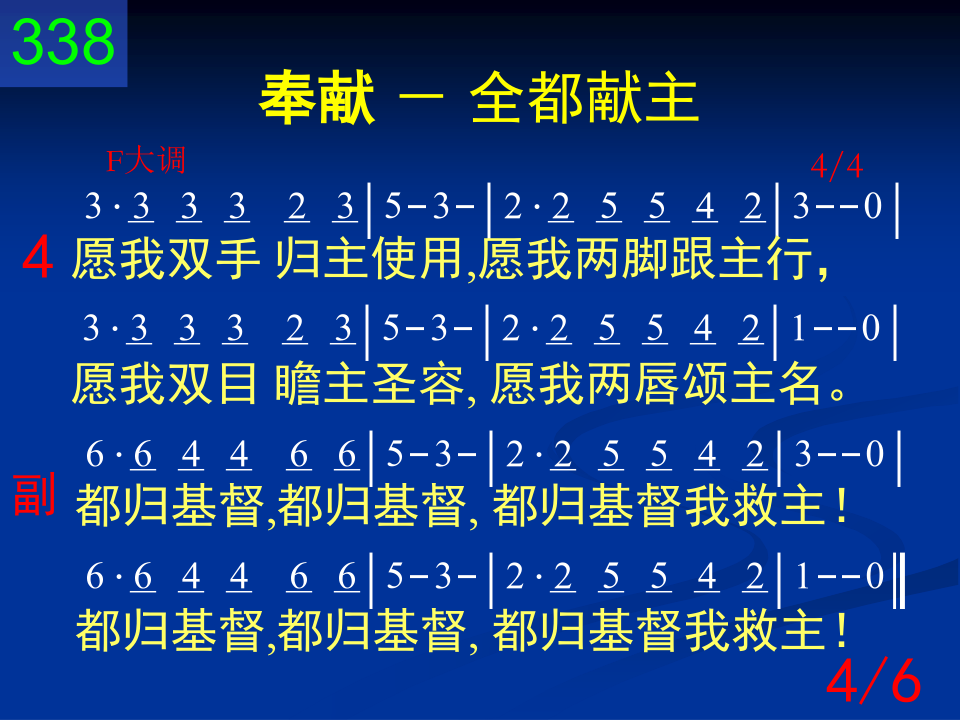 338
奉献 － 全都献主
F大调 4/4
3·3 3 3 2 3|5-3-|2·2 5 5 4 2|3--0|
4 愿我双手 归主使用,愿我两脚跟主行，
3·3 3 3 2 3|5-3-|2·2 5 5 4 2|1--0|
愿我双目 瞻主圣容, 愿我两唇颂主名。
6·6 4 4 6 6|5-3-|2·2 5 5 4 2|3--0|
副 都归基督,都归基督, 都归基督我救主！
6·6 4 4 6 6|5-3-|2·2 5 5 4 2|1--0‖
都归基督,都归基督, 都归基督我救主！
4/6